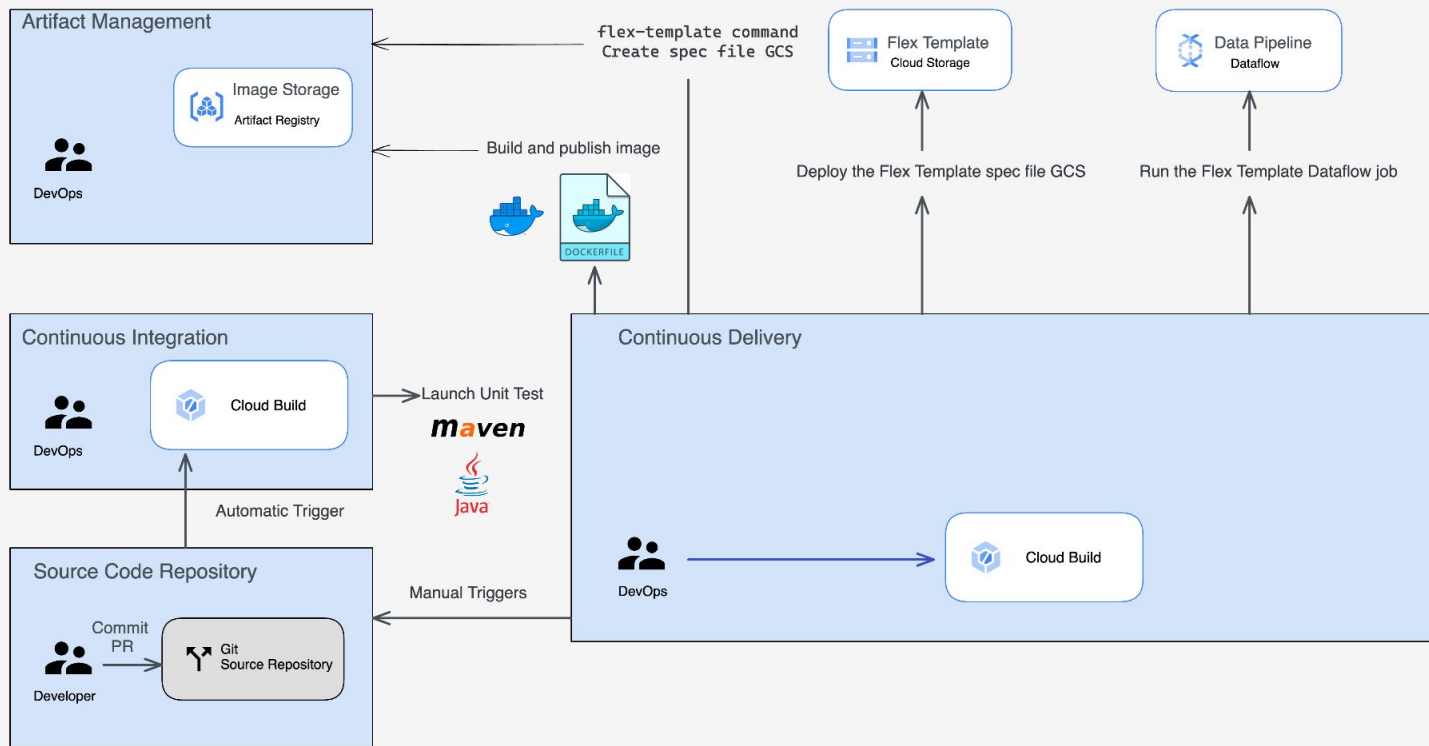 Artifact Management
Image Storage
Artifact Registry
DevOps
flex-template command
Create spec file GCS
Build and publish image
DOCKERFILE
Flex Template
Cloud Storage
Data Pipeline
Dataflow
Deploy the Flex Template spec file GCS
Run the Flex Template Dataflow job
Continuous Integration
Cloud Build
DevOps
Launch Unit Test
maven
Java
Automatic Trigger
Continuous Delivery
DevOps
Cloud Build
Manual Triggers
Source Code Repository
Commit
PR
Developer
Git
Source Repository